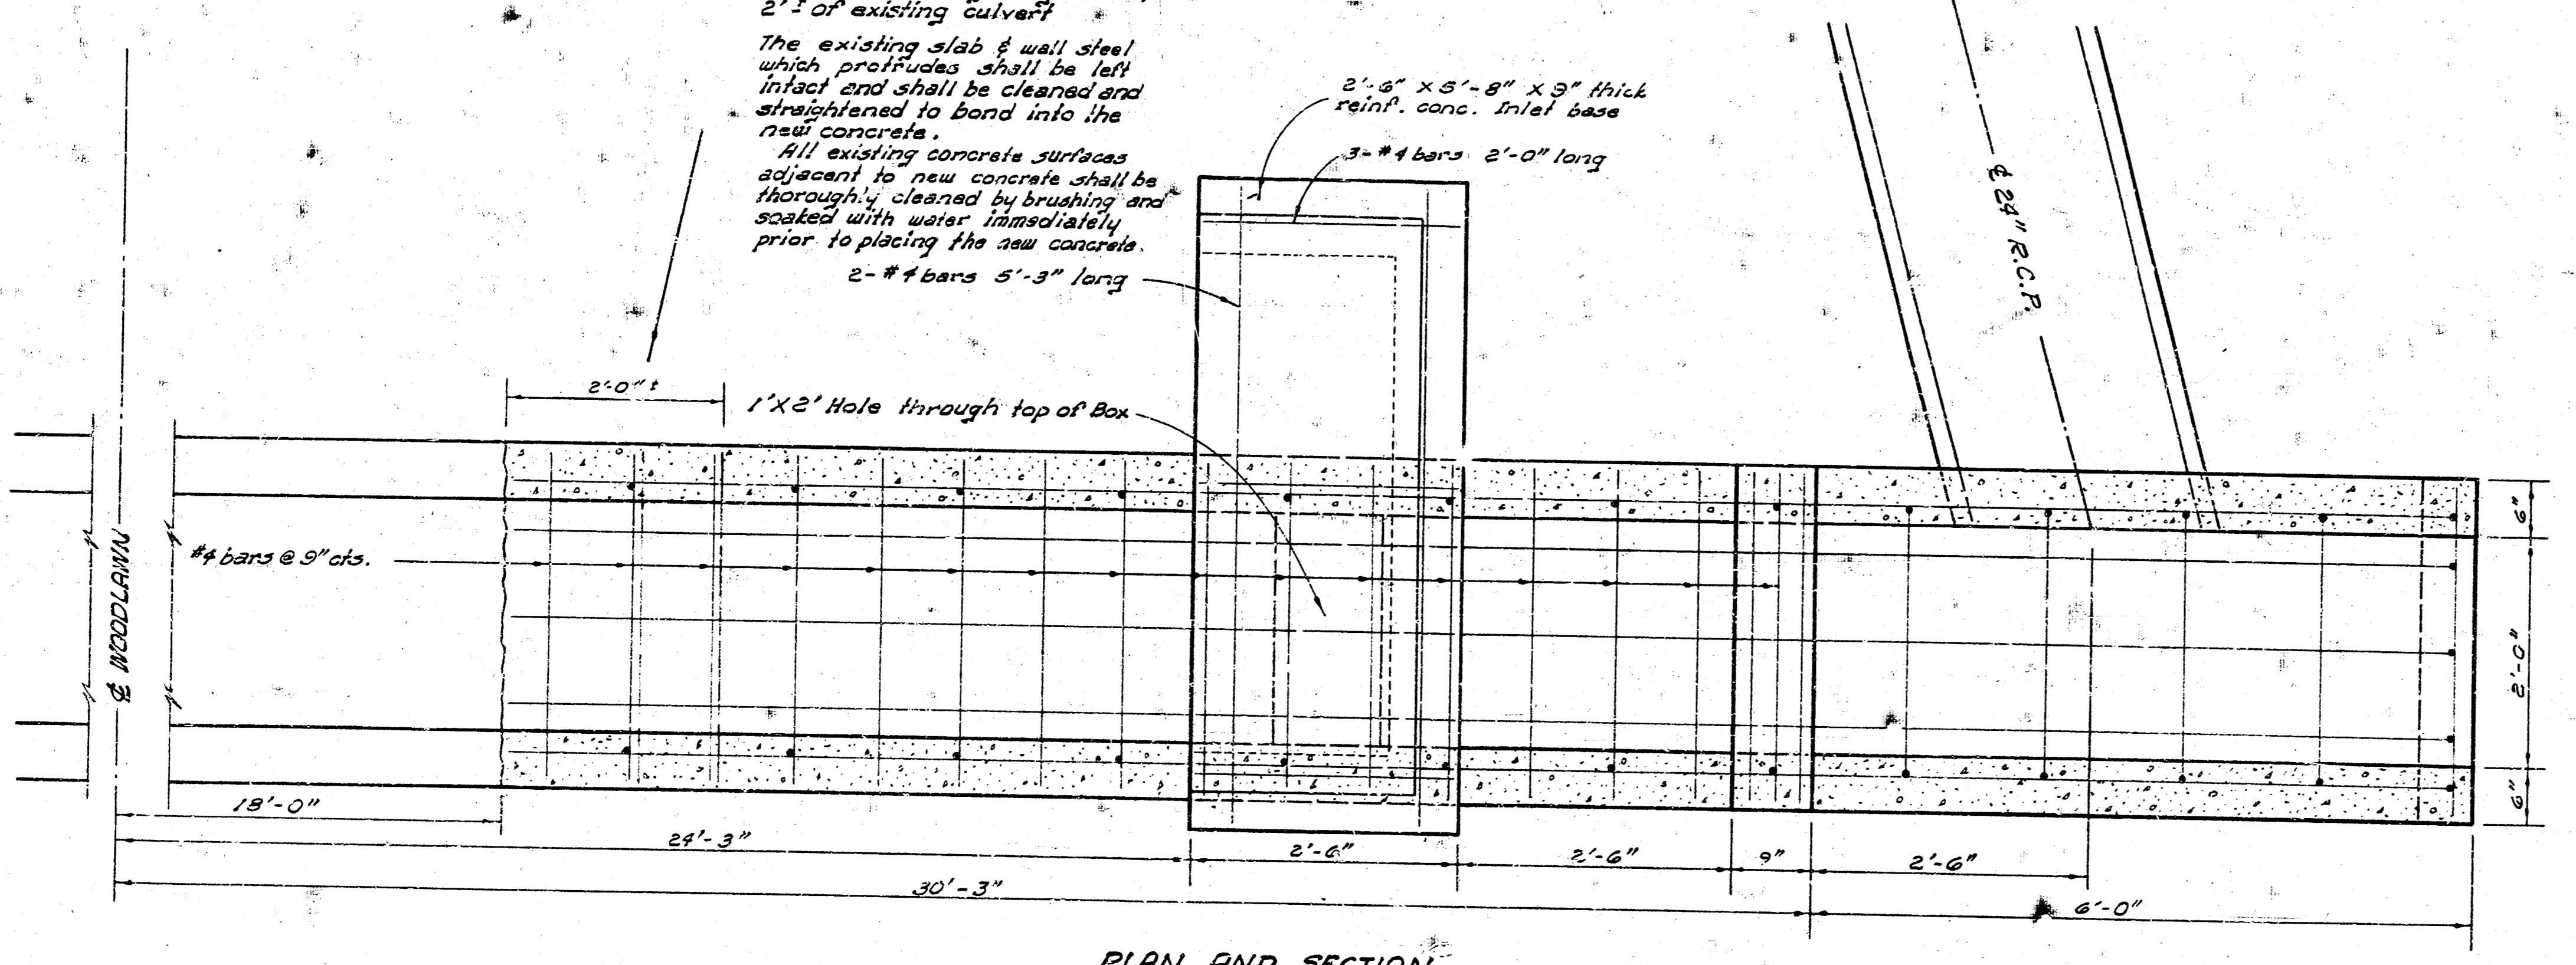 2'± of existing culvert
The existing slab & wall steel
which protrudes shall be left
intact and shall be cleaned and
straightened to bond into the
new concrete.
All existing concrete surfaces
adjacent to new concrete shall be
thoroughly cleaned by brushing and
soaked with water immediately
prior to placing the new concrete.
2-#4 bars 5'-3" long
2'-6" X 5'-8" X 9" thick
reinf. conc. Inlet base
3-#4 bars 2'-0" long
℄ 24" R.C.P.
2'-0"±
1'X2' Hole through top of Box
#4 bars @ 9" cts.
℄ WOODLAWN
6"
2'-0"
6"
18'-0"
24'-3"
2'-6"
2'-6"
9"
2'-6"
30'-3"
6'-0"
PLAN AND SECTION